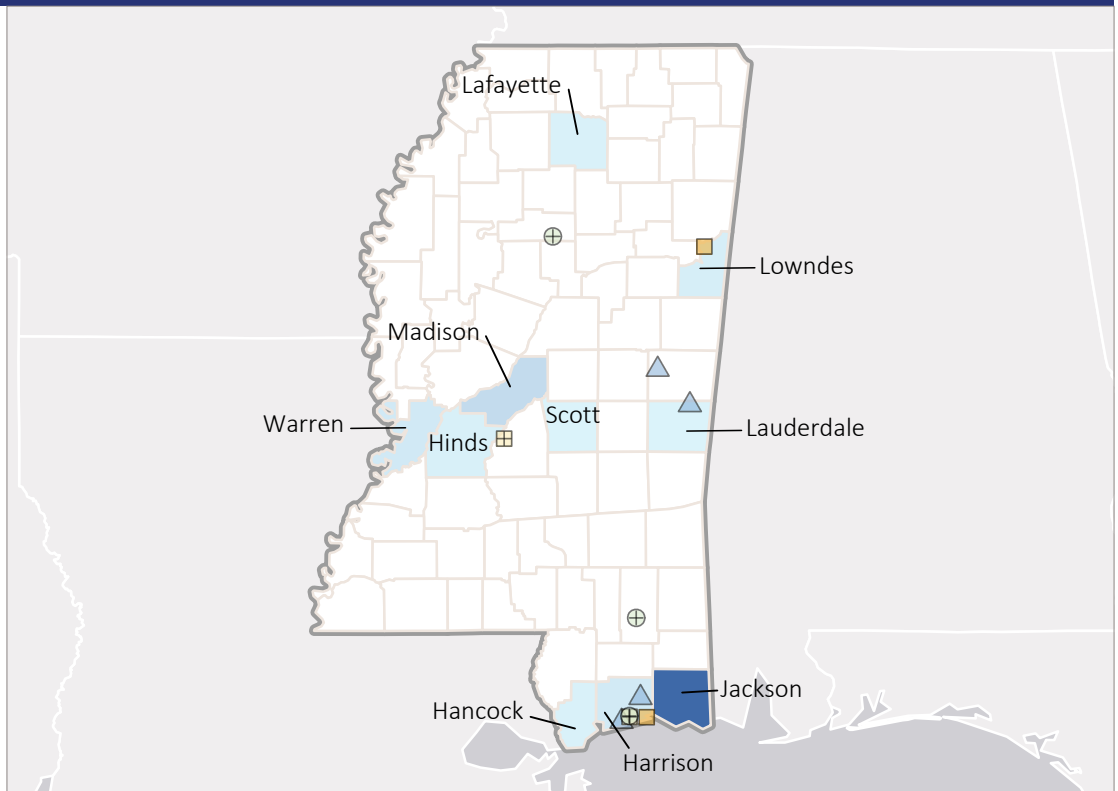 Lafayette
Lowndes
Madison
Scott
Warren
Hinds
Lauderdale
Jackson
Hancock
Harrison